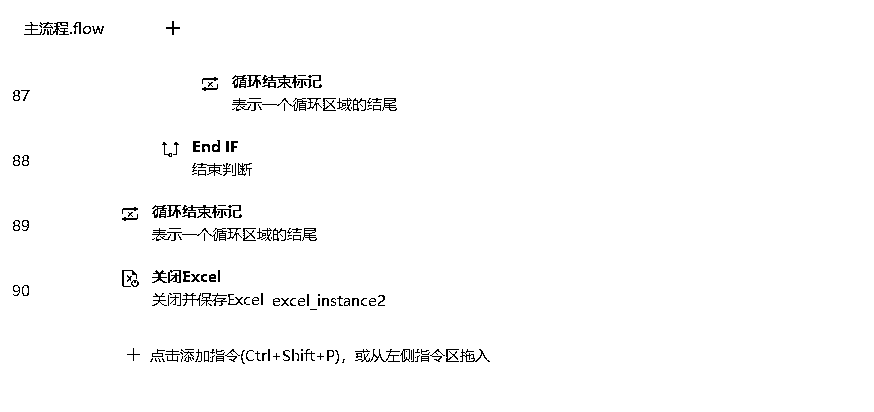 主流程.flow +
87 循环结束标记
表示一个循环区域的结尾
88 End IF
结束判断
89 循环结束标记
表示一个循环区域的结尾
90 关闭Excel
关闭并保存Excel excel_instance2
+ 点击添加指令(Ctrl+Shift+P)，或从左侧指令区拖入